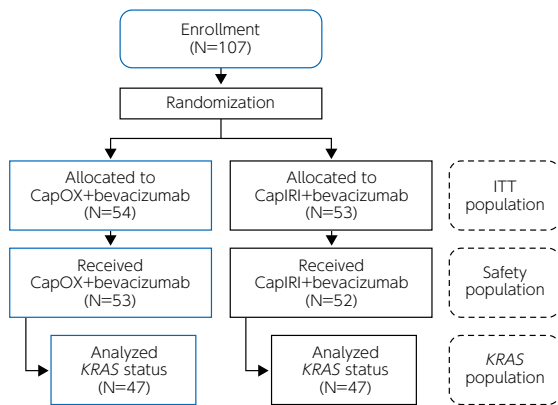 Enrollment
(N=107)
Randomization
Allocated to
CapOX+bevacizumab
(N=54)
Allocated to
CapIRI+bevacizumab
(N=53)
ITT
population
Received
CapOX+bevacizumab
(N=53)
Received
CapIRI+bevacizumab
(N=52)
Safety
population
Analyzed
KRAS status
(N=47)
Analyzed
KRAS status
(N=47)
KRAS
population